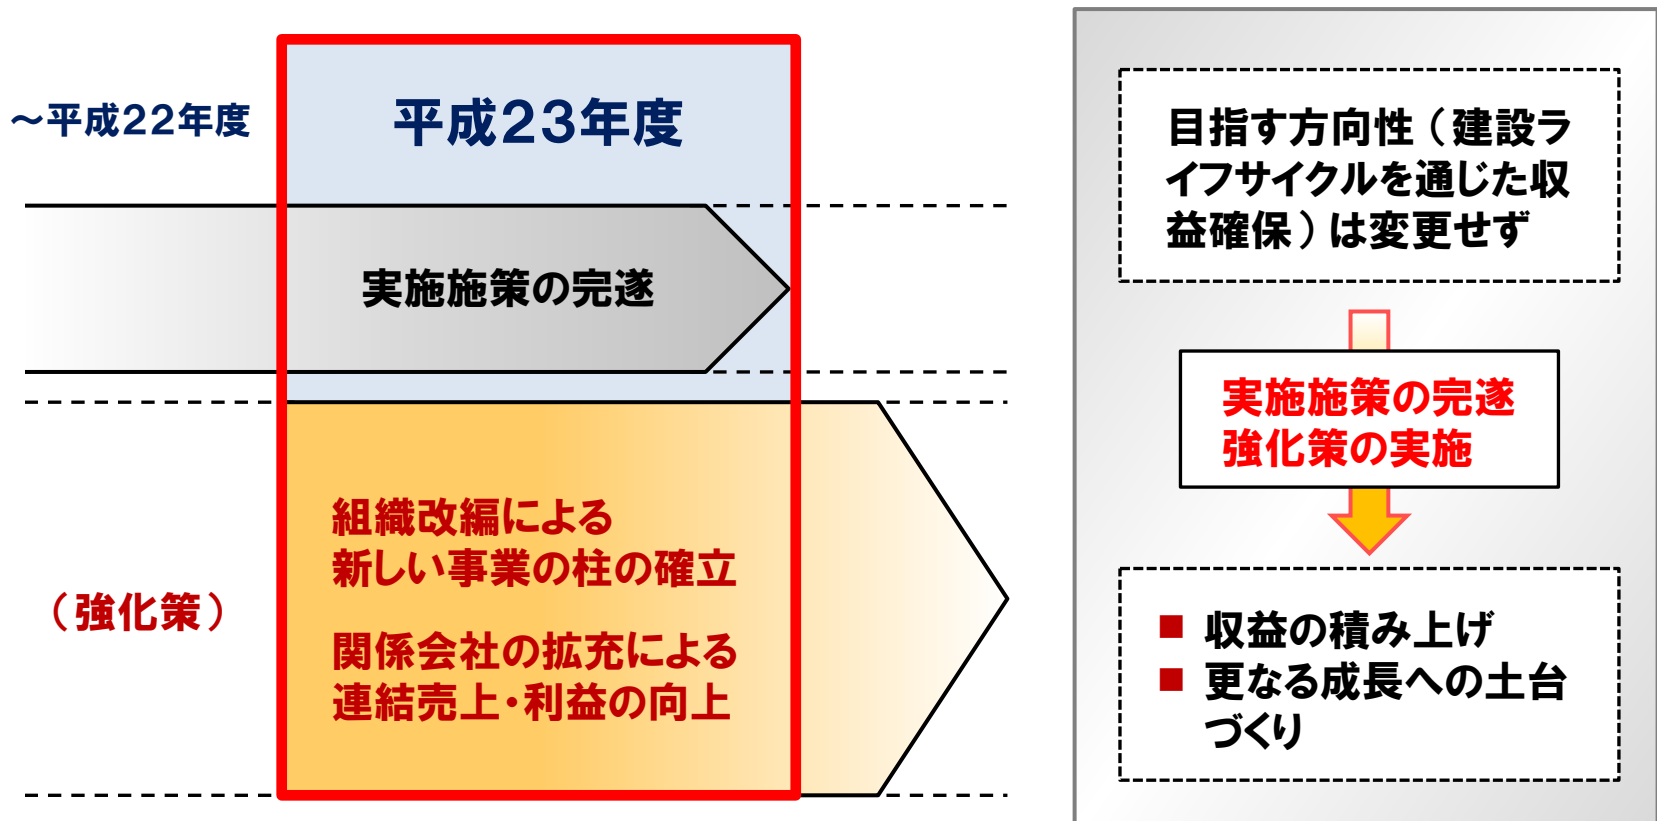 ～平成22年度
平成23年度
実施施策の完遂
（強化策）
組織改編による
新しい事業の柱の確立
関係会社の拡充による
連結売上・利益の向上
目指す方向性（建設ラ
イフサイクルを通じた収
益確保）は変更せず
実施施策の完遂
強化策の実施
■ 収益の積み上げ
■ 更なる成長への土台
づくり